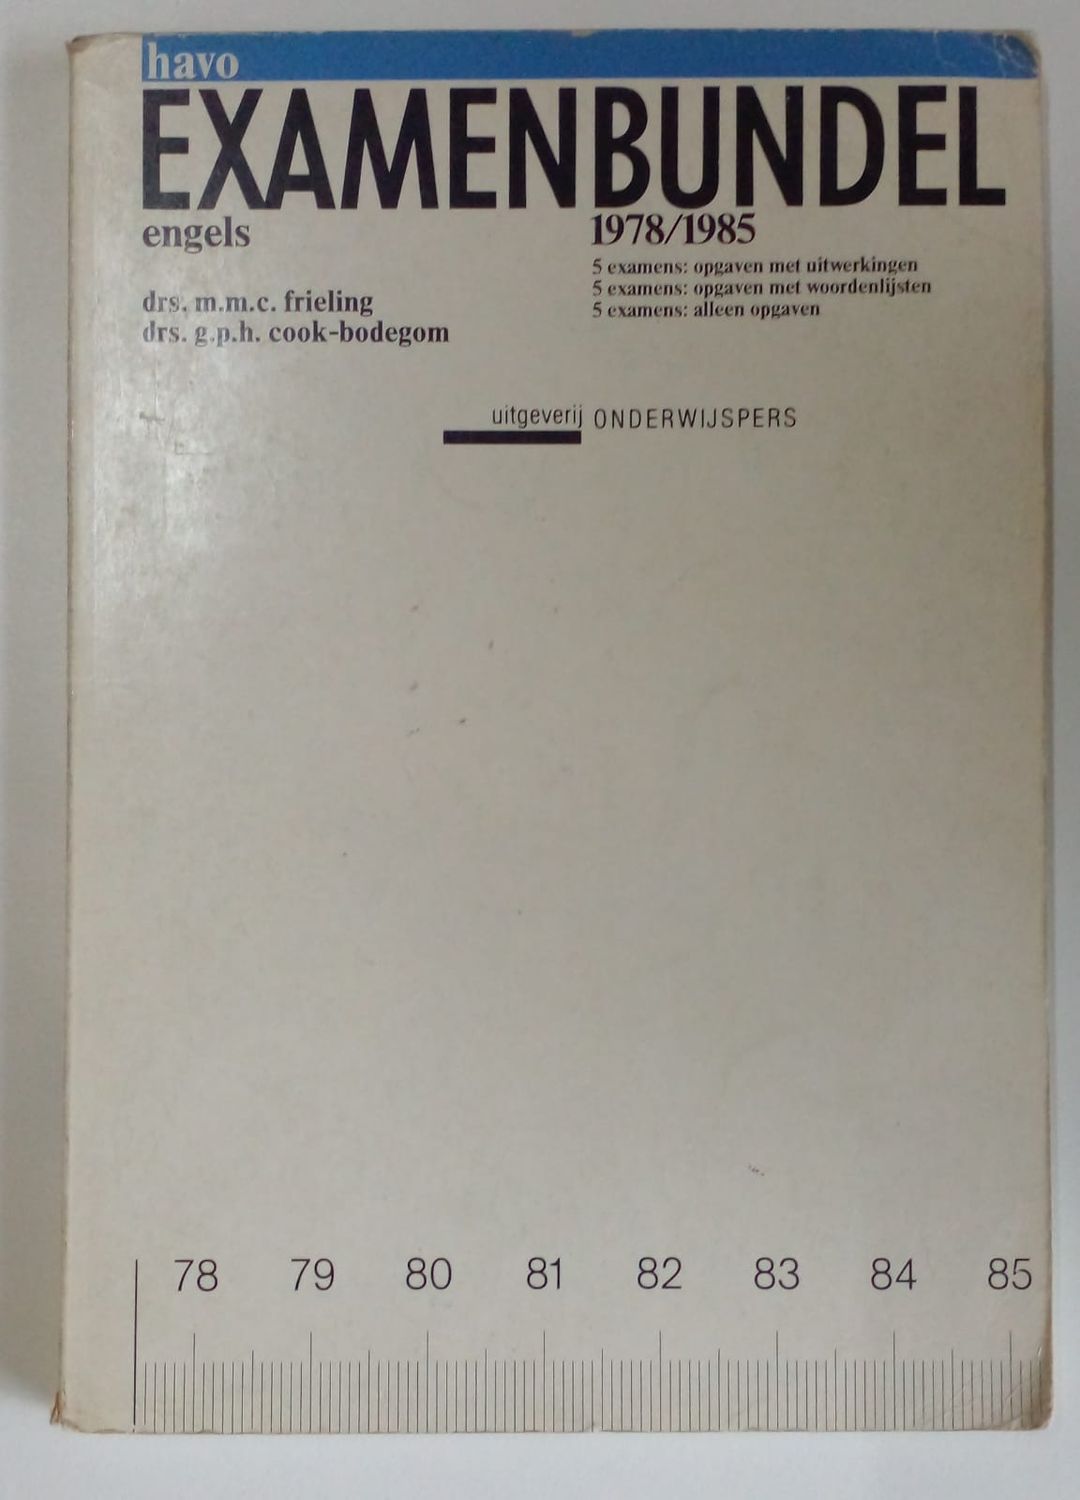 havo
EXAMENBUNDEL
engels
1978/1985
5 examens: opgaven met uitwerkingen
5 examens: opgaven met woordenlijsten
5 examens: alleen opgaven
drs. m.m.c. frieling
drs. g.p.h. cook-bodegom
uitgeverij ONDERWIJSPERS
78 79 80 81 82 83 84 85